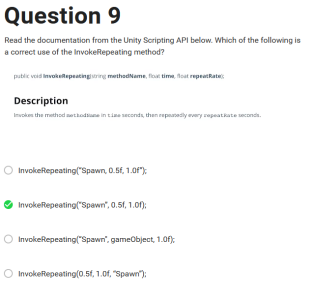 Question 9
Read the documentation from the Unity Scripting API below. Which of the following is
a correct use of the InvokeRepeating method?
public void InvokeRepeating(string methodName, float time, float repeatRate);
Description
Invokes the method methodName in time seconds, then repeatedly every repeatRate seconds.
InvokeRepeating("Spawn, 0.5f, 1.0f");
InvokeRepeating("Spawn", 0.5f, 1.0f);
InvokeRepeating("Spawn", gameObject, 1.0f);
InvokeRepeating(0.5f, 1.0f, "Spawn");